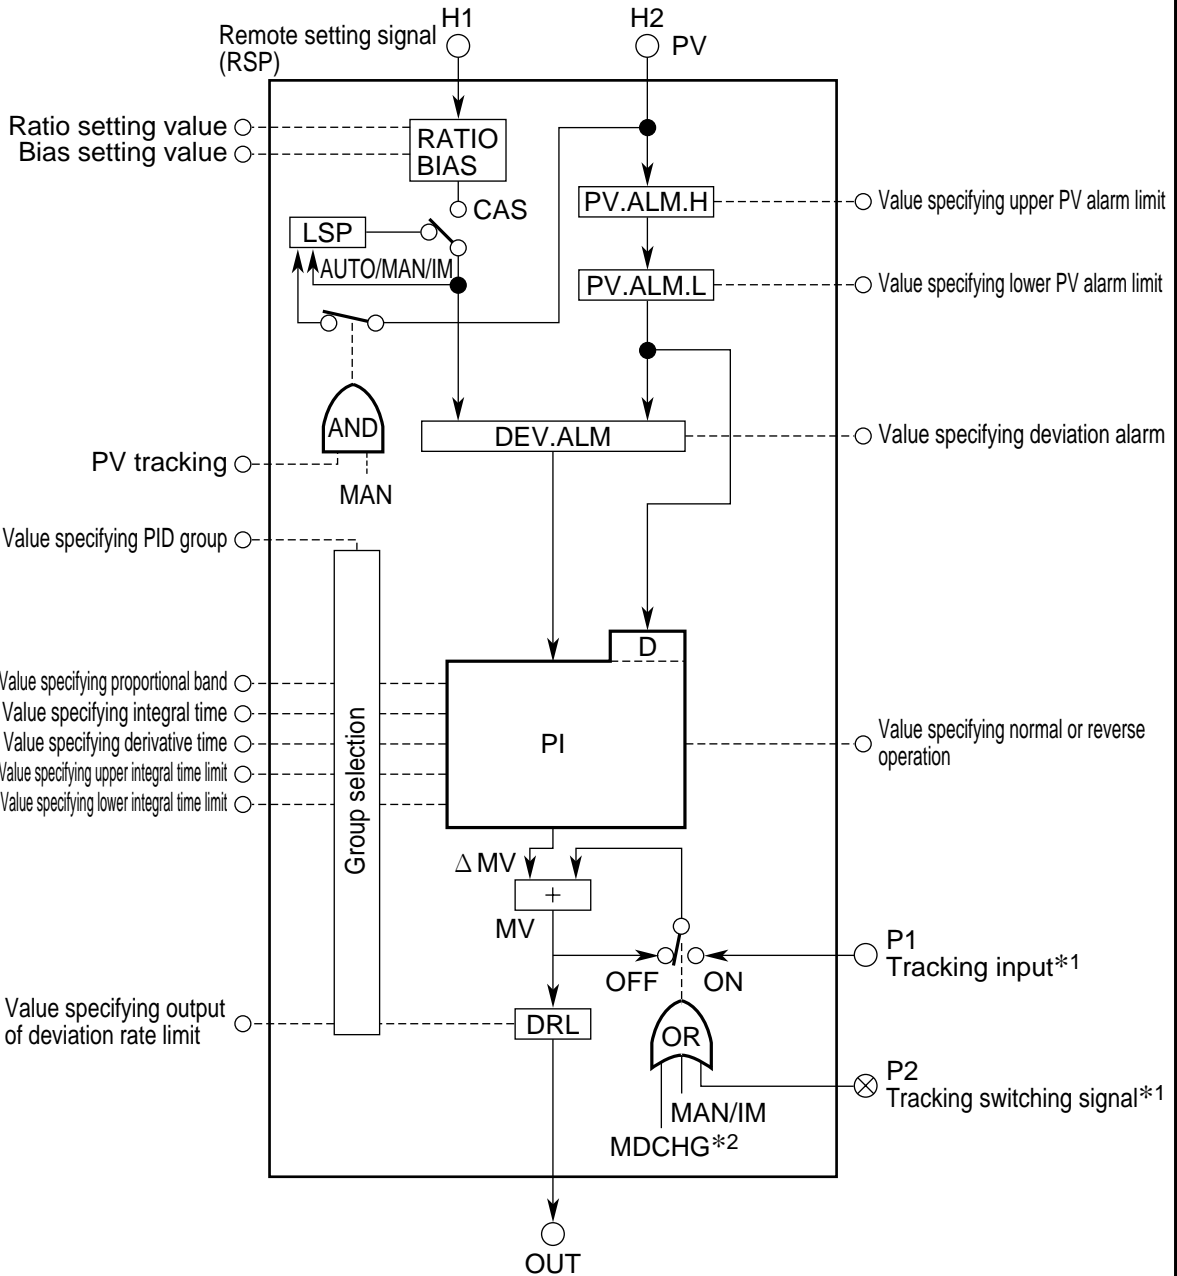 H1
H2
Remote setting signal
(RSP)
PV
Ratio setting value
Bias setting value
RATIO
BIAS
CAS
LSP
AUTO/MAN/IM
PV.ALM.H
Value specifying upper PV alarm limit
PV.ALM.L
Value specifying lower PV alarm limit
AND
DEV.ALM
Value specifying deviation alarm
PV tracking
MAN
Value specifying PID group
D
Value specifying proportional band
Value specifying integral time
Value specifying derivative time
Value specifying upper integral time limit
Value specifying lower integral time limit
Group selection
PI
Value specifying normal or reverse
operation
Δ MV
+
MV
OFF
ON
P1
Tracking input*1
Value specifying output
of deviation rate limit
DRL
OR
P2
Tracking switching signal*1
MAN/IM
MDCHG*2
OUT